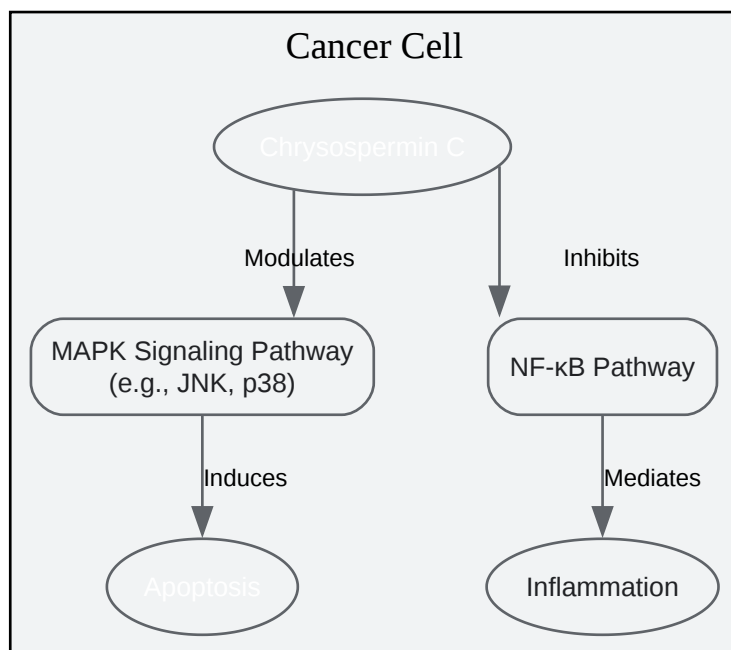 Cancer Cell
Chrysospermin C
Modulates
Inhibits
MAPK Signaling Pathway
(e.g., JNK, p38)
NF-κB Pathway
Induces
Mediates
Apoptosis
Inflammation